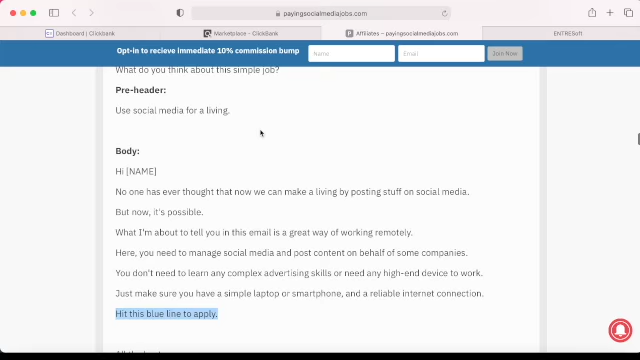 payingsocialmediajobs.com
Dashboard | Clickbank
Marketplace - ClickBank
Affiliates - payingsocialmediajobs.com
ENTRESoft
Opt-in to recieve immediate 10% commission bump
Name
Email
Join Now
What do you think about this simple job?
Pre-header:
Use social media for a living.
Body:
Hi [NAME]
No one has ever thought that now we can make a living by posting stuff on social media.
But now, it's possible.
What I'm about to tell you in this email is a great way of working remotely.
Here, you need to manage social media and post content on behalf of some companies.
You don't need to learn any complex advertising skills or need any high-end device to work.
Just make sure you have a simple laptop or smartphone, and a reliable internet connection.
Hit this blue line to apply.